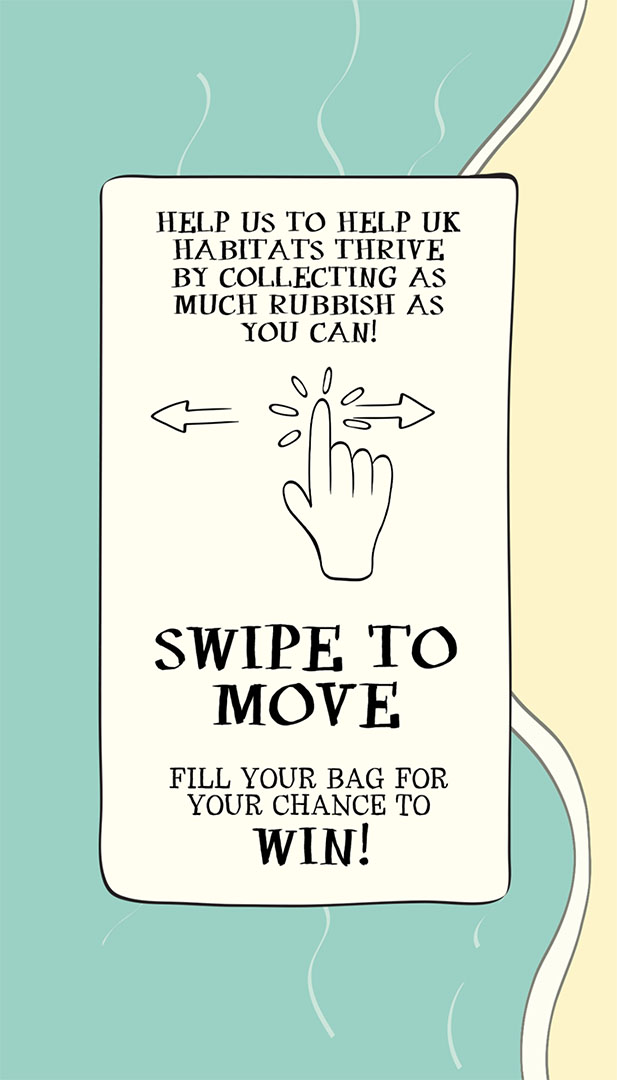 HELP US TO HELP UK
HABITATS THRIVE
BY COLLECTING AS
MUCH RUBBISH AS
YOU CAN!
SWIPE TO
MOVE
FILL YOUR BAG FOR
YOUR CHANCE TO
WIN!